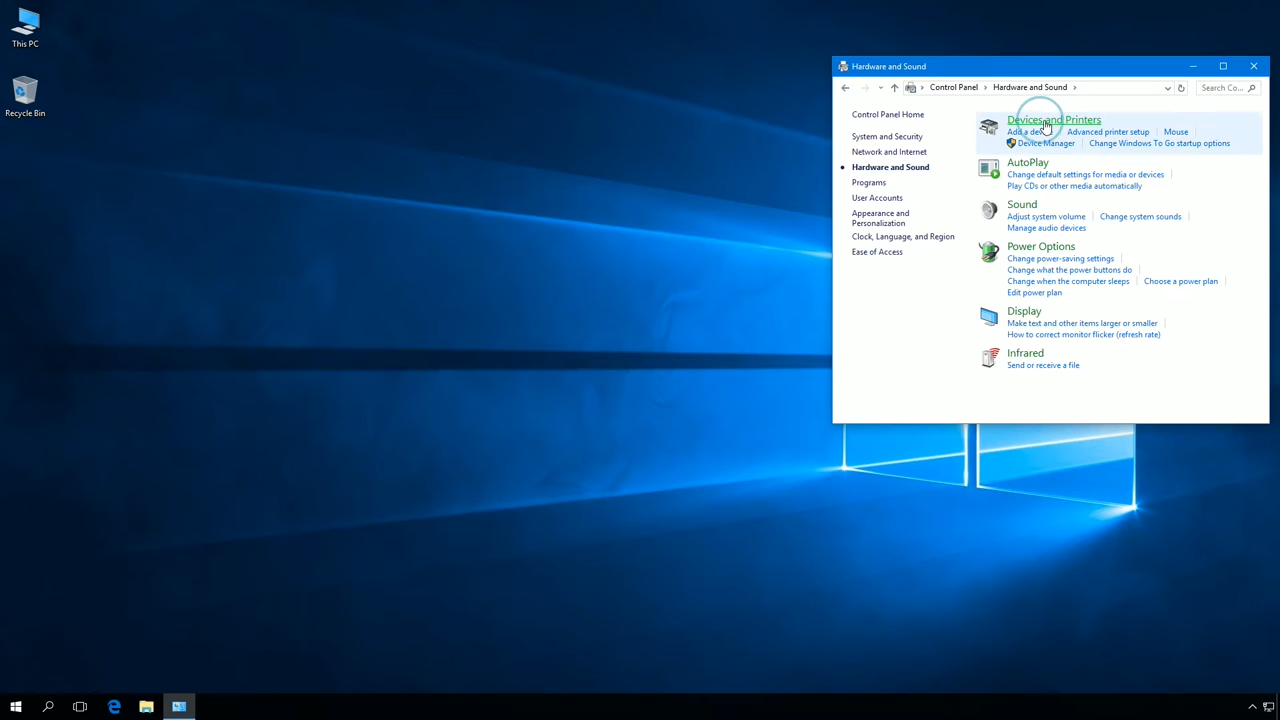 This PC
Recycle Bin
Hardware and Sound
Control Panel
Hardware and Sound
Search Co...
Control Panel Home
System and Security
Network and Internet
Hardware and Sound
Programs
User Accounts
Appearance and
Personalization
Clock, Language, and Region
Ease of Access
Devices and Printers
Add a devi Advanced printer setup Mouse
Device Manager Change Windows To Go startup options
AutoPlay
Change default settings for media or devices
Play CDs or other media automatically
Sound
Adjust system volume Change system sounds
Manage audio devices
Power Options
Change power-saving settings
Change what the power buttons do
Change when the computer sleeps Choose a power plan
Edit power plan
Display
Make text and other items larger or smaller
How to correct monitor flicker (refresh rate)
Infrared
Send or receive a file